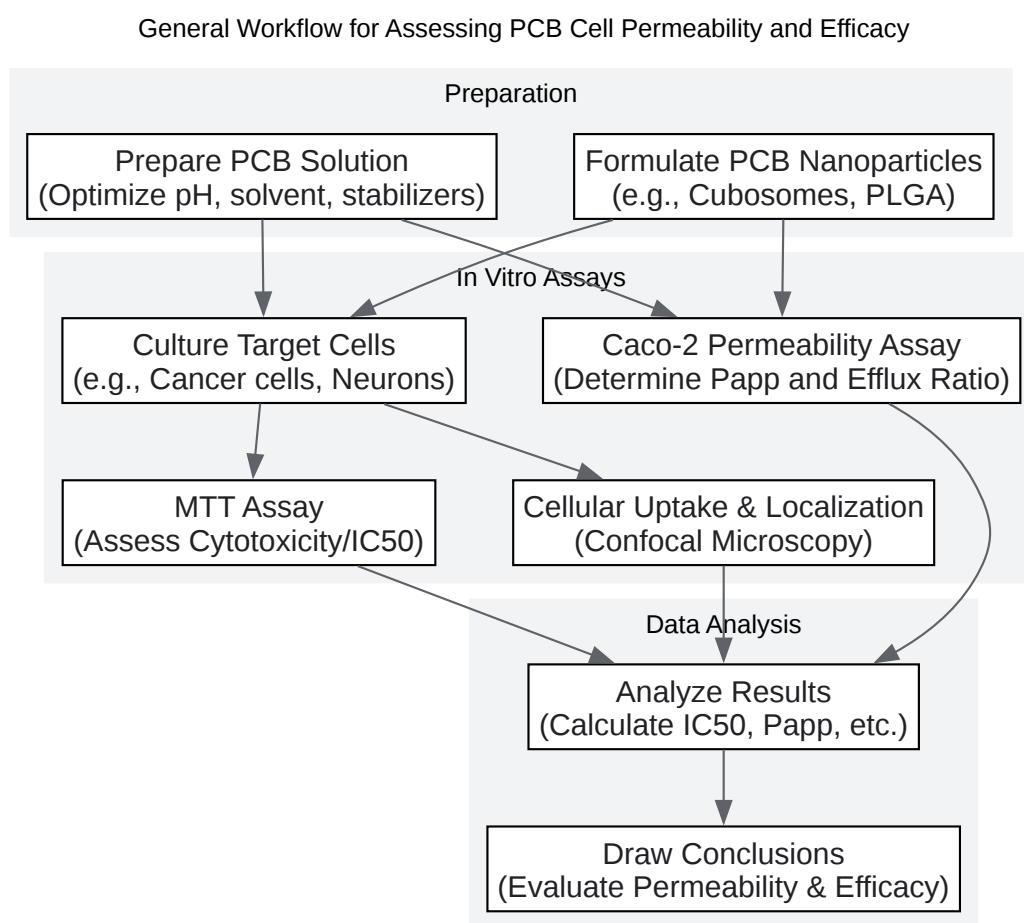 General Workflow for Assessing PCB Cell Permeability and Efficacy
Preparation
Prepare PCB Solution
(Optimize pH, solvent, stabilizers)
Formulate PCB Nanoparticles
(e.g., Cubosomes, PLGA)
In Vitro Assays
Culture Target Cells
(e.g., Cancer cells, Neurons)
Caco-2 Permeability Assay
(Determine Papp and Efflux Ratio)
MTT Assay
(Assess Cytotoxicity/IC50)
Cellular Uptake & Localization
(Confocal Microscopy)
Data Analysis
Analyze Results
(Calculate IC50, Papp, etc.)
Draw Conclusions
(Evaluate Permeability & Efficacy)